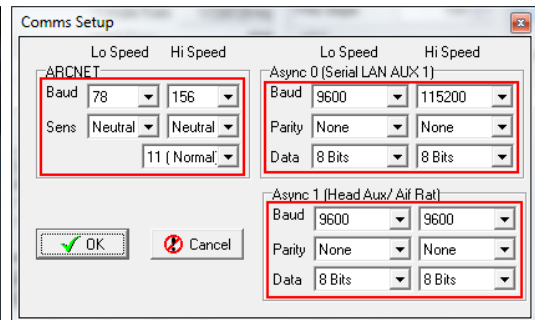 Comms Setup
Lo Speed Hi Speed Lo Speed Hi Speed
ARCNET
Baud 78 156
Sens Neutral Neutral
11 ( Normal)
Async 0 (Serial LAN AUX 1)
Baud 9600 115200
Parity None None
Data 8 Bits 8 Bits
Async 1 (Head Aux/ Aif Rat)
Baud 9600 9600
Parity None None
Data 8 Bits 8 Bits
OK Cancel